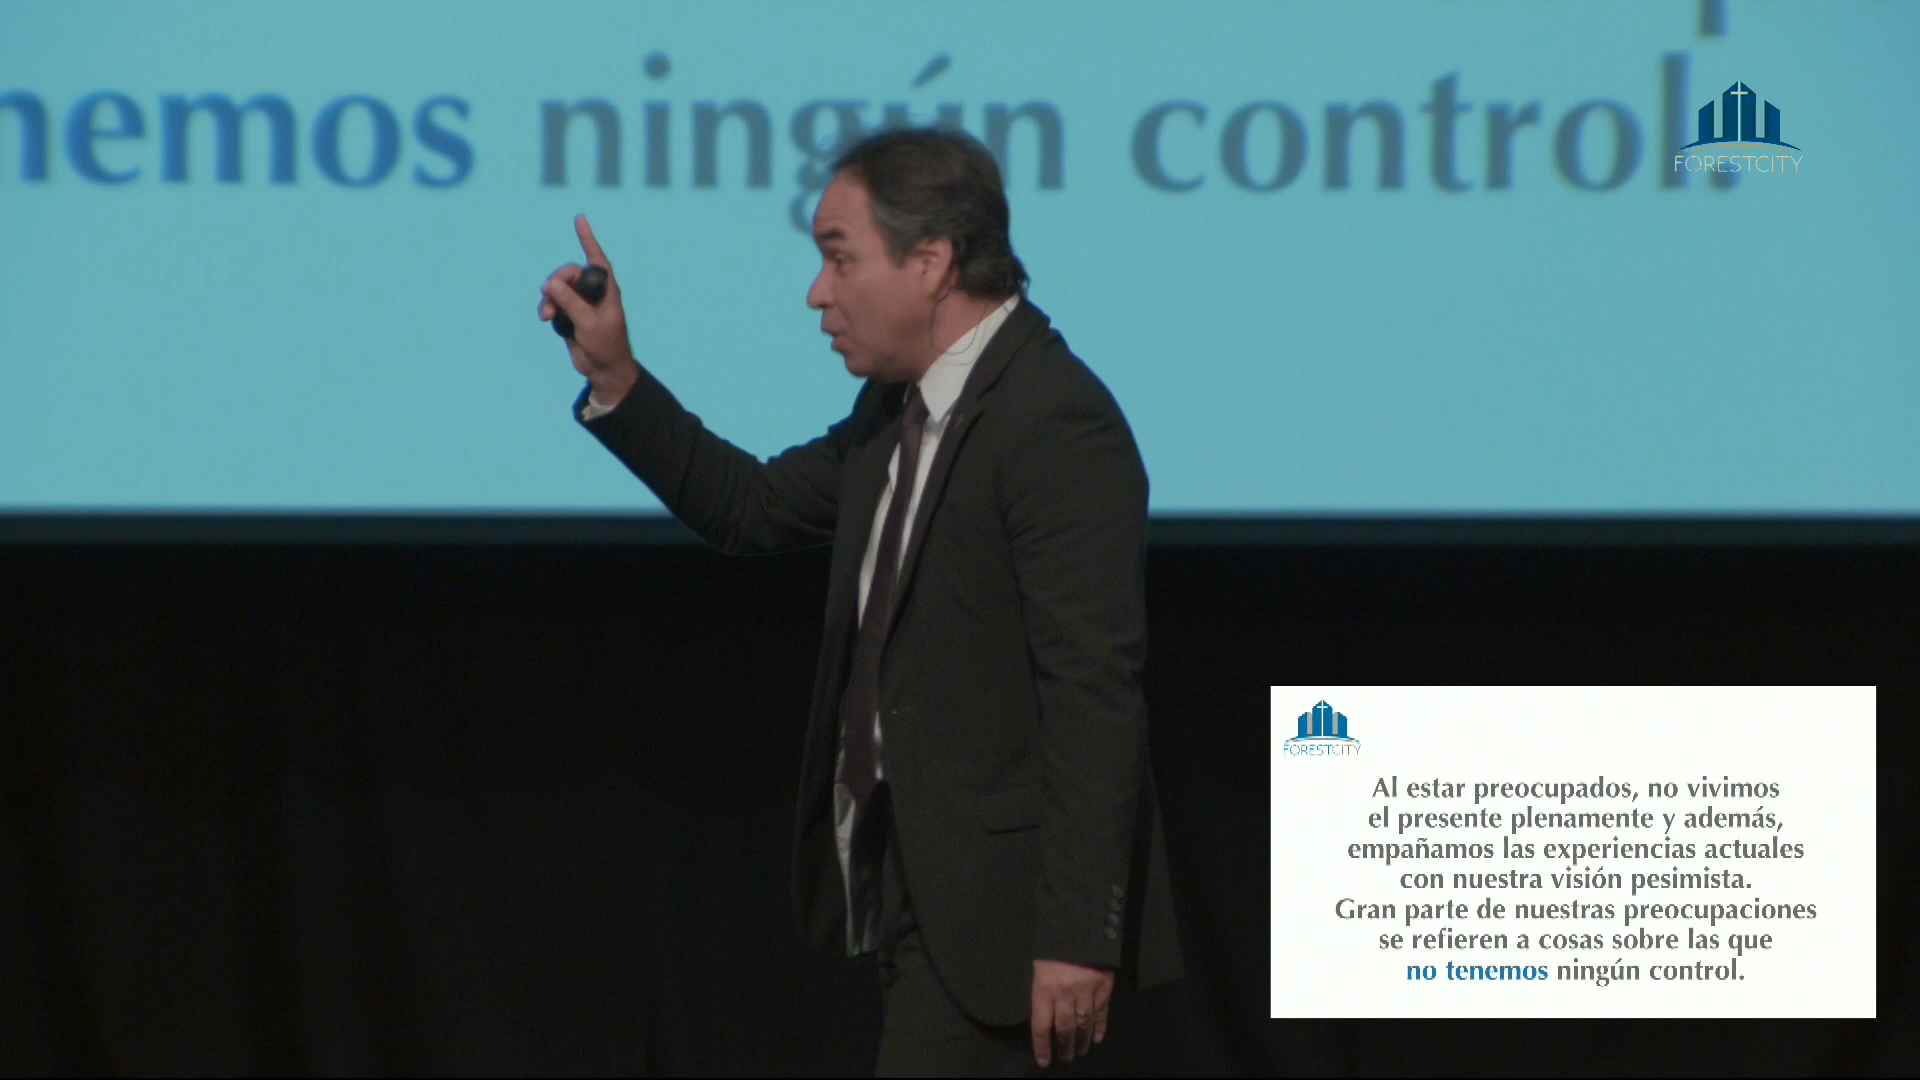 nemos ningún control.
FORESTCITY
FORESTCITY
Al estar preocupados, no vivimos
el presente plenamente y además,
empañamos las experiencias actuales
con nuestra visión pesimista.
Gran parte de nuestras preocupaciones
se refieren a cosas sobre las que
no tenemos ningún control.